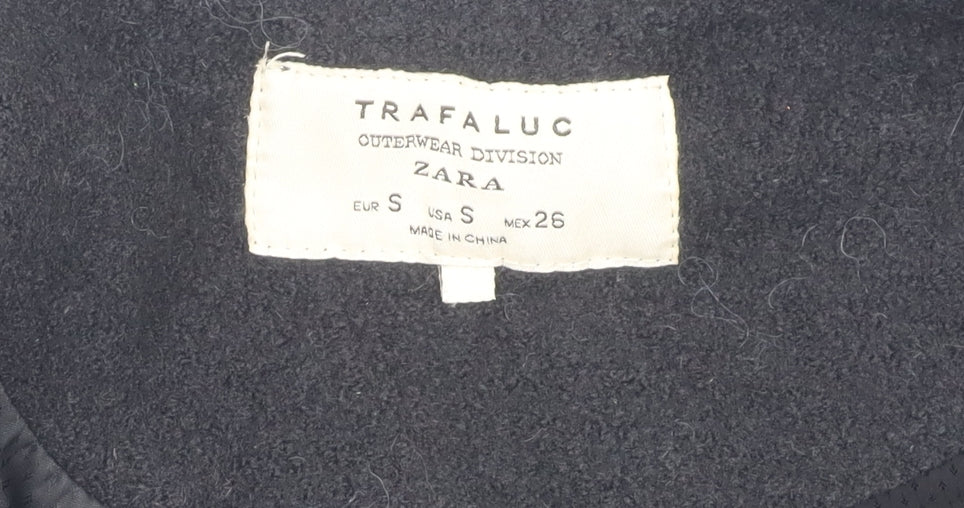 TRAFALUC
OUTERWEAR DIVISION
ZARA
EUR S USA S MEX 26
MADE IN CHINA